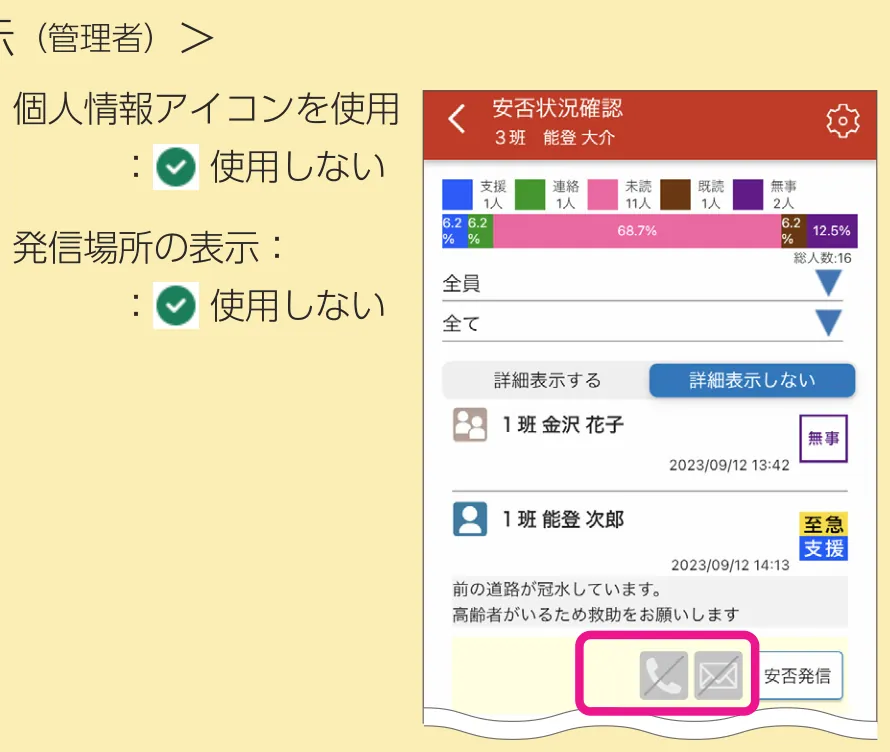 示（管理者）＞
個人情報アイコンを使用
：使用しない
発信場所の表示：
：使用しない
安否状況確認
3班　能登 大介
支援 連絡 未読 既読 無事
1人 1人 11人 1人 2人
6.2% 6.2% 68.7% 6.2% 12.5%
総人数:16
全員
全て
詳細表示する 詳細表示しない
1班 金沢 花子
無事
2023/09/12 13:42
1班 能登 次郎
至急
支援
2023/09/12 14:13
前の道路が冠水しています。
高齢者がいるため救助をお願いします
安否発信